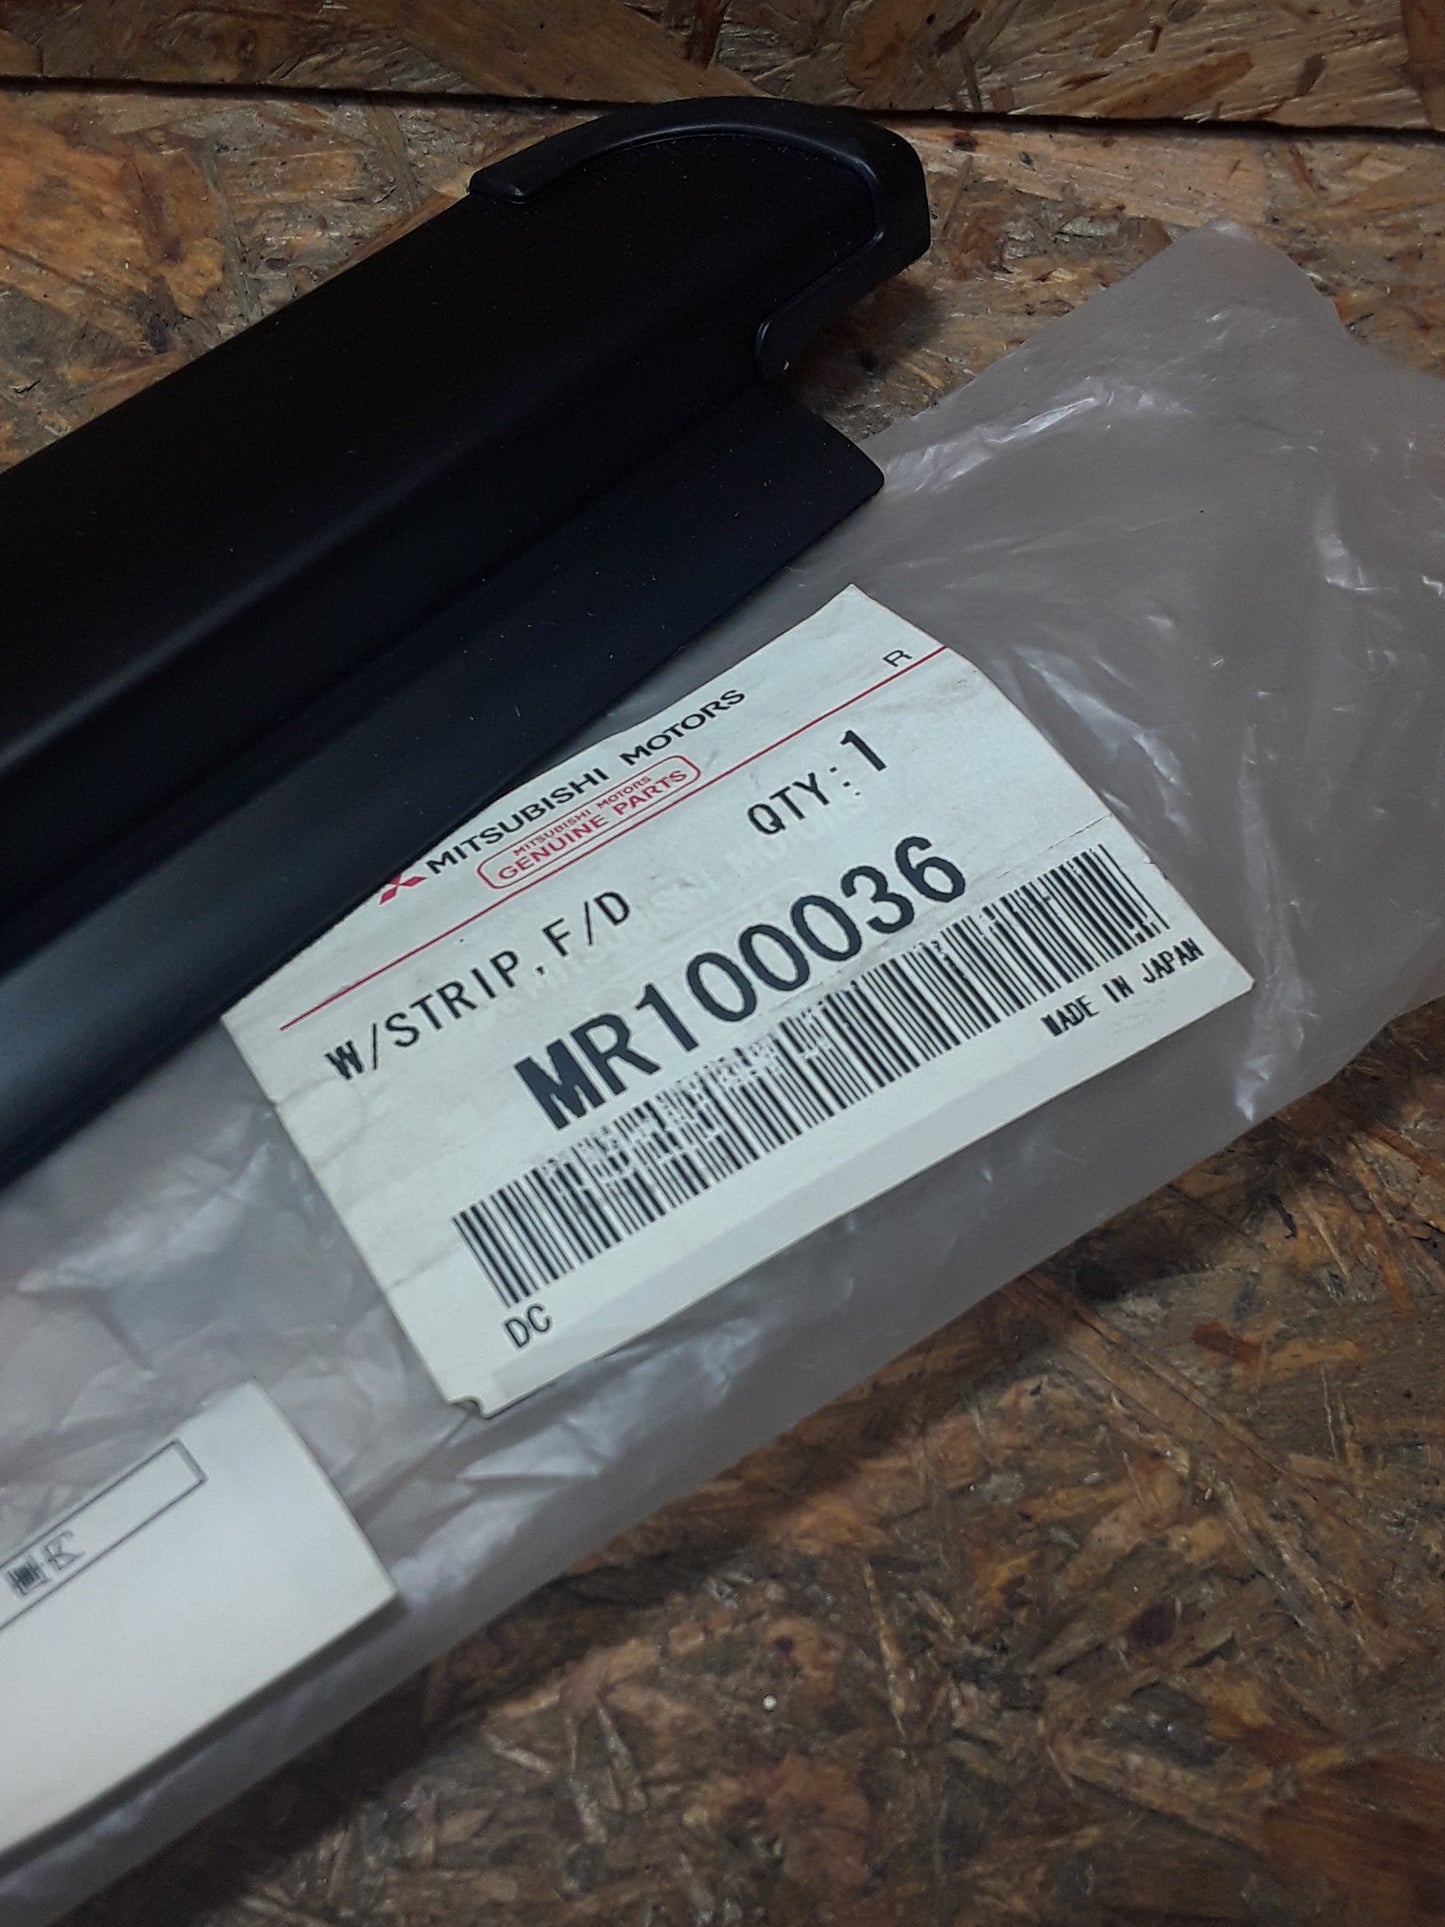 MITSUBISHI MOTORS
R
MITSUBISHI MOTORS
GENUINE PARTS
QTY:1
W/STRIP,F/D
MR100036
MADE IN JAPAN
DC